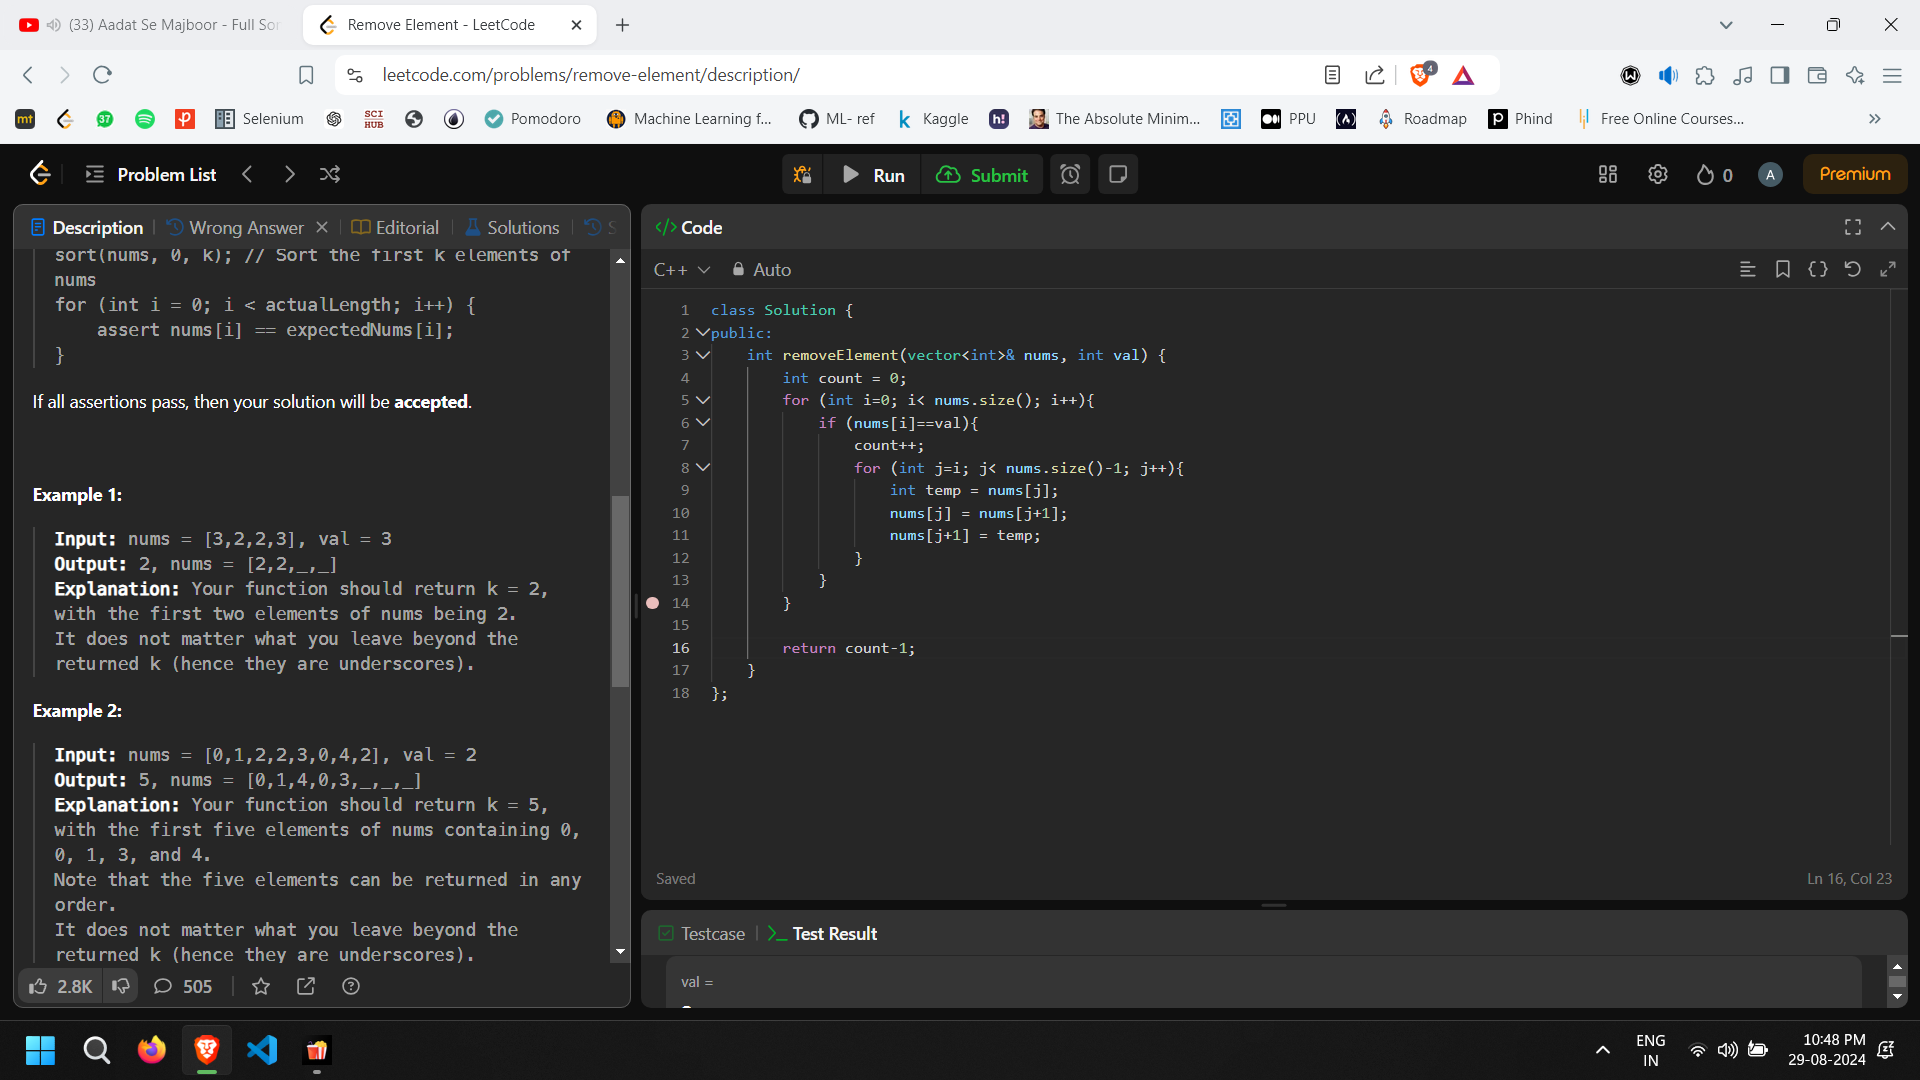 (33) Aadat Se Majboor - Full Son
Remove Element - LeetCode
leetcode.com/problems/remove-element/description/
4
mt
37
Selenium
SCI HUB
Pomodoro
Machine Learning f...
ML- ref
Kaggle
h!
The Absolute Minim...
PPU
Roadmap
Phind
Free Online Courses...
Problem List
Run
Submit
0
A
Premium
Description
Wrong Answer
Editorial
Solutions
S
Code
sort(nums, 0, k); // Sort the first k elements of
nums
for (int i = 0; i < actualLength; i++) {
    assert nums[i] == expectedNums[i];
}
If all assertions pass, then your solution will be accepted.
Example 1:
Input: nums = [3,2,2,3], val = 3
Output: 2, nums = [2,2,_,_]
Explanation: Your function should return k = 2,
with the first two elements of nums being 2.
It does not matter what you leave beyond the
returned k (hence they are underscores).
Example 2:
Input: nums = [0,1,2,2,3,0,4,2], val = 2
Output: 5, nums = [0,1,4,0,3,_,_,_]
Explanation: Your function should return k = 5,
with the first five elements of nums containing 0,
0, 1, 3, and 4.
Note that the five elements can be returned in any
order.
It does not matter what you leave beyond the
returned k (hence they are underscores).
2.8K
505
C++
Auto
1 class Solution {
2 public:
3     int removeElement(vector<int>& nums, int val) {
4         int count = 0;
5         for (int i=0; i< nums.size(); i++){
6             if (nums[i]==val){
7                 count++;
8                 for (int j=i; j< nums.size()-1; j++){
9                     int temp = nums[j];
10                     nums[j] = nums[j+1];
11                     nums[j+1] = temp;
12                 }
13             }
14         }
15
16         return count-1;
17     }
18 };
Saved
Ln 16, Col 23
Testcase
Test Result
val =
ENG
IN
10:48 PM
29-08-2024